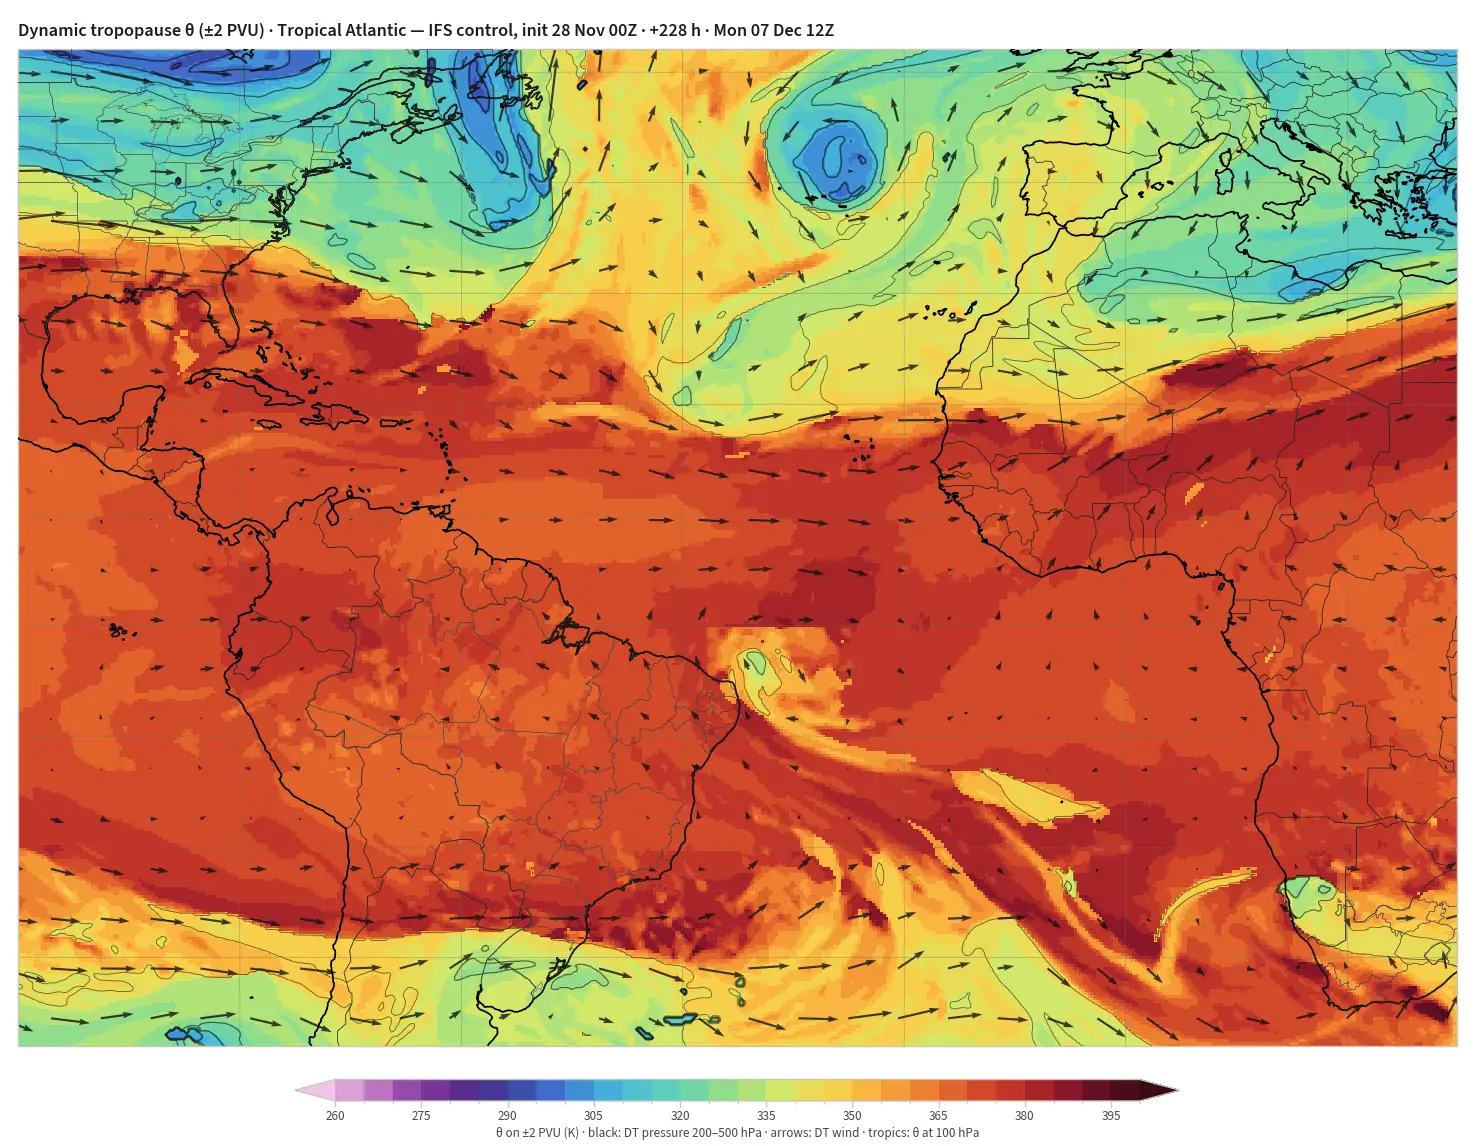 Dynamic tropopause θ (±2 PVU) · Tropical Atlantic — IFS control, init 28 Nov 00Z · +228 h · Mon 07 Dec 12Z
260 275 290 305 320 335 350 365 380 395
θ on ±2 PVU (K) · black: DT pressure 200–500 hPa · arrows: DT wind · tropics: θ at 100 hPa